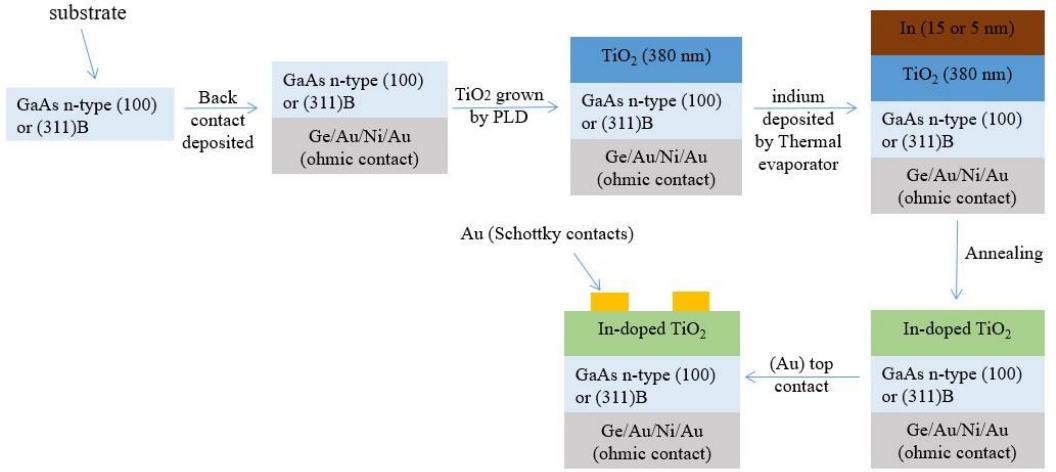 substrate
GaAs n-type (100)
or (311)B
Back
contact
deposited
GaAs n-type (100)
or (311)B
Ge/Au/Ni/Au
(ohmic contact)
TiO2 grown
by PLD
TiO₂ (380 nm)
GaAs n-type (100)
or (311)B
Ge/Au/Ni/Au
(ohmic contact)
indium
deposited
by Thermal
evaporator
In (15 or 5 nm)
TiO₂ (380 nm)
GaAs n-type (100)
or (311)B
Ge/Au/Ni/Au
(ohmic contact)
Annealing
In-doped TiO₂
GaAs n-type (100)
or (311)B
Ge/Au/Ni/Au
(ohmic contact)
(Au) top
contact
Au (Schottky contacts)
In-doped TiO₂
GaAs n-type (100)
or (311)B
Ge/Au/Ni/Au
(ohmic contact)